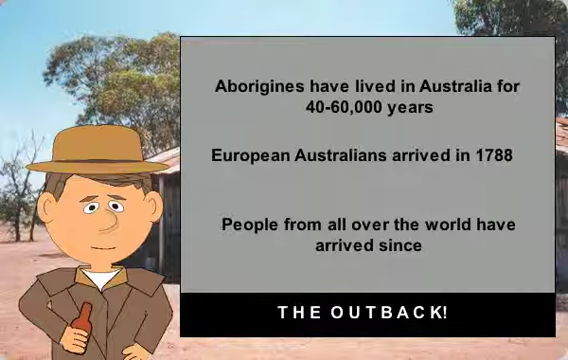 Aborigines have lived in Australia for
40-60,000 years
European Australians arrived in 1788
People from all over the world have
arrived since
THE OUTBACK!